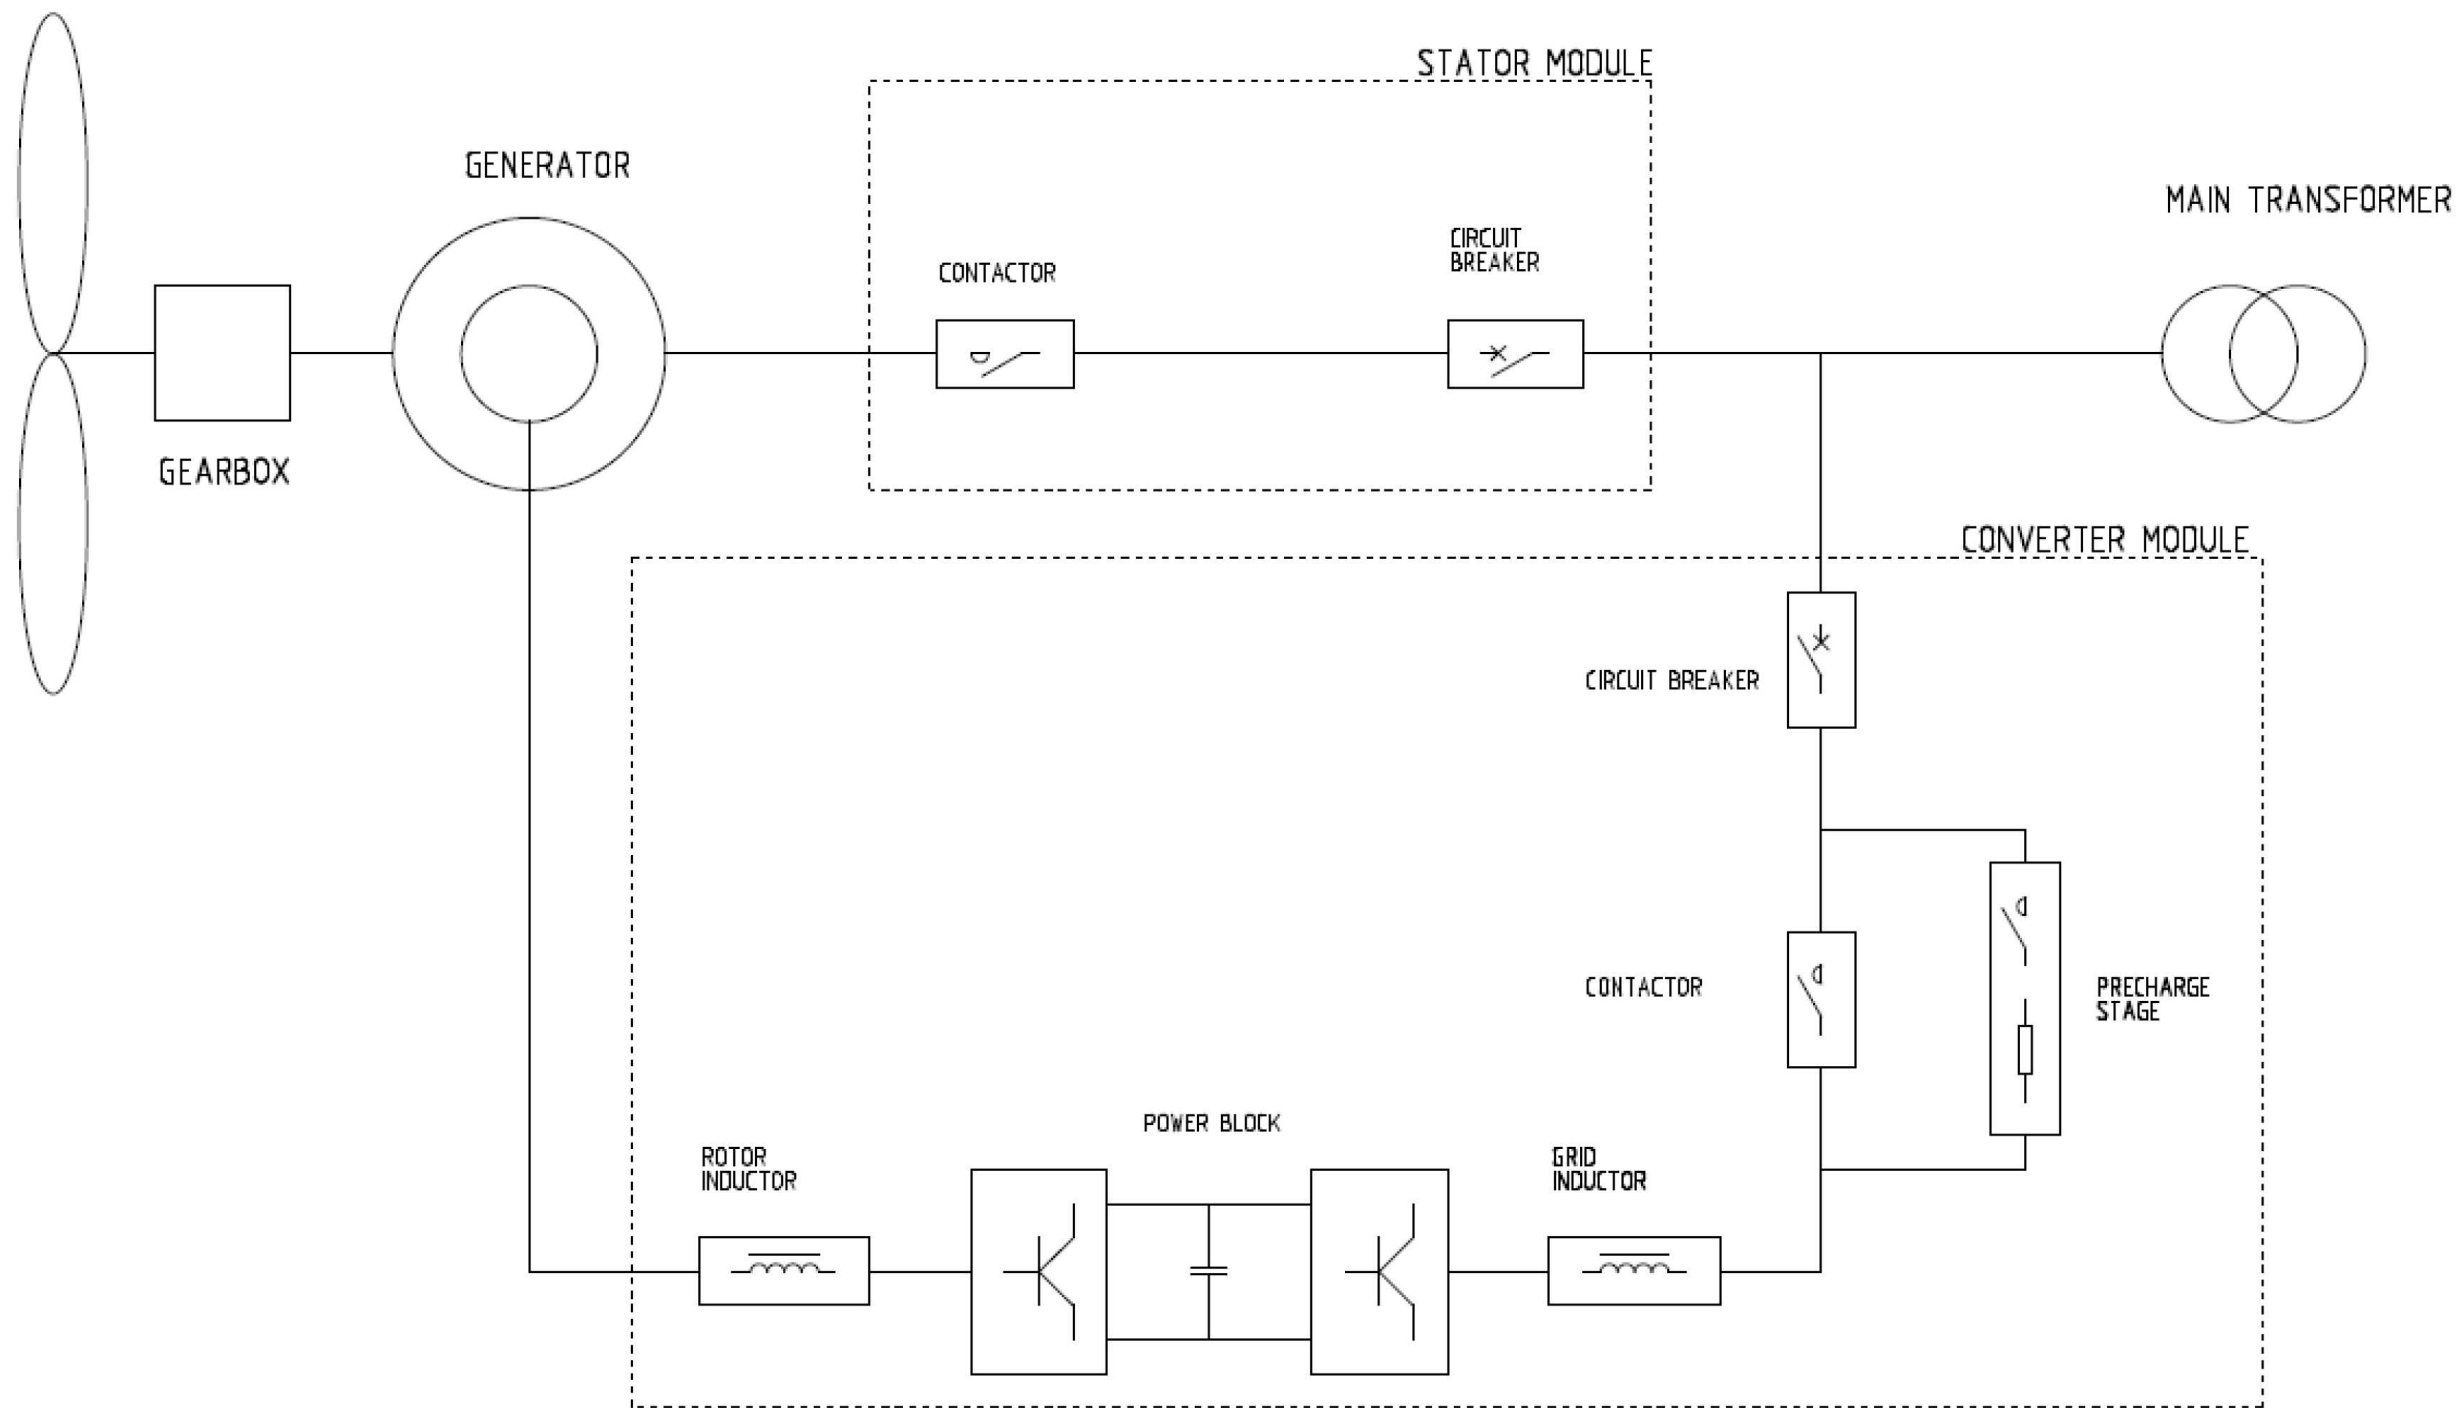 STATOR MODULE
GENERATOR
MAIN TRANSFORMER
CIRCUIT
BREAKER
CONTACTOR
GEARBOX
CONVERTER MODULE
CIRCUIT BREAKER
CONTACTOR
PRECHARGE
STAGE
POWER BLOCK
ROTOR
INDUCTOR
GRID
INDUCTOR